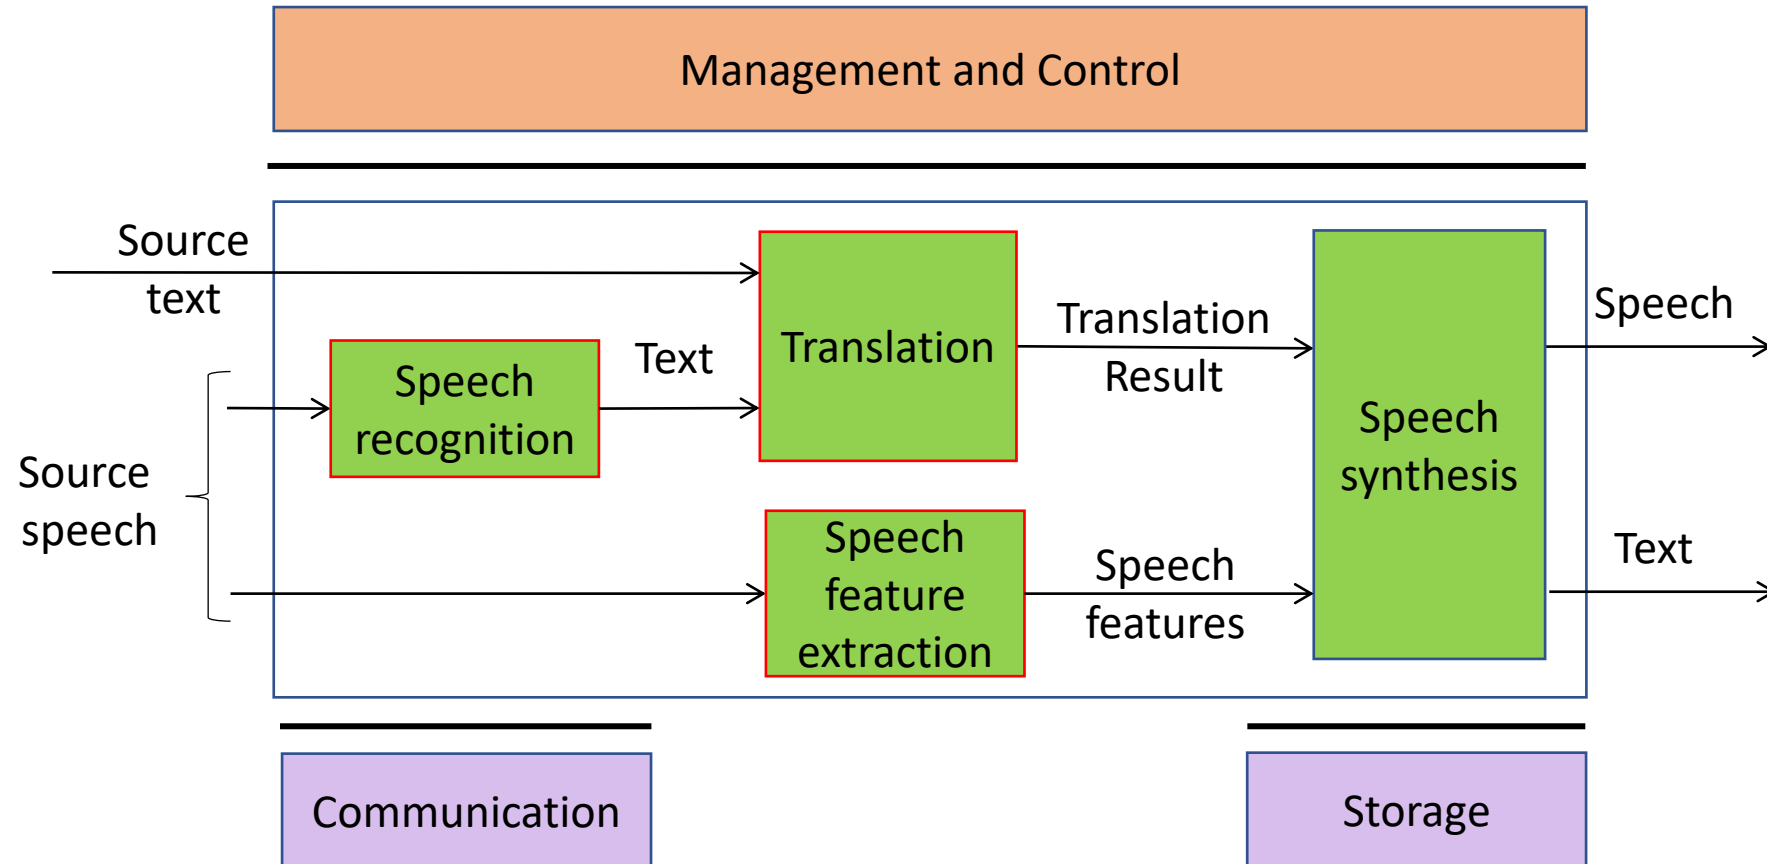 Management and Control
Source
text
Source
speech
Speech
recognition
Text
Translation
Translation
Result
Speech
feature
extraction
Speech
features
Speech
synthesis
Speech
Text
Communication
Storage